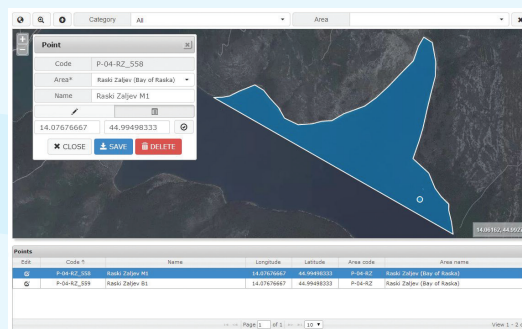 Category All Area
Point
Code P-04-RZ_558
Area* Raski Zaljev (Bay of Raska)
Name Raski Zaljev M1
14.07676667 44.99498333
CLOSE SAVE DELETE
Points
Edit Code Name Longitude Latitude Area code Area name
P-04-RZ_558 Raski Zaljev M1 14.07676667 44.99498333 P-04-RZ Raski Zaljev (Bay of Raska)
P-04-RZ_559 Raski Zaljev B1 14.07676667 44.99498333 P-04-RZ Raski Zaljev (Bay of Raska)
Page 1 of 1 10 View 1 - 2